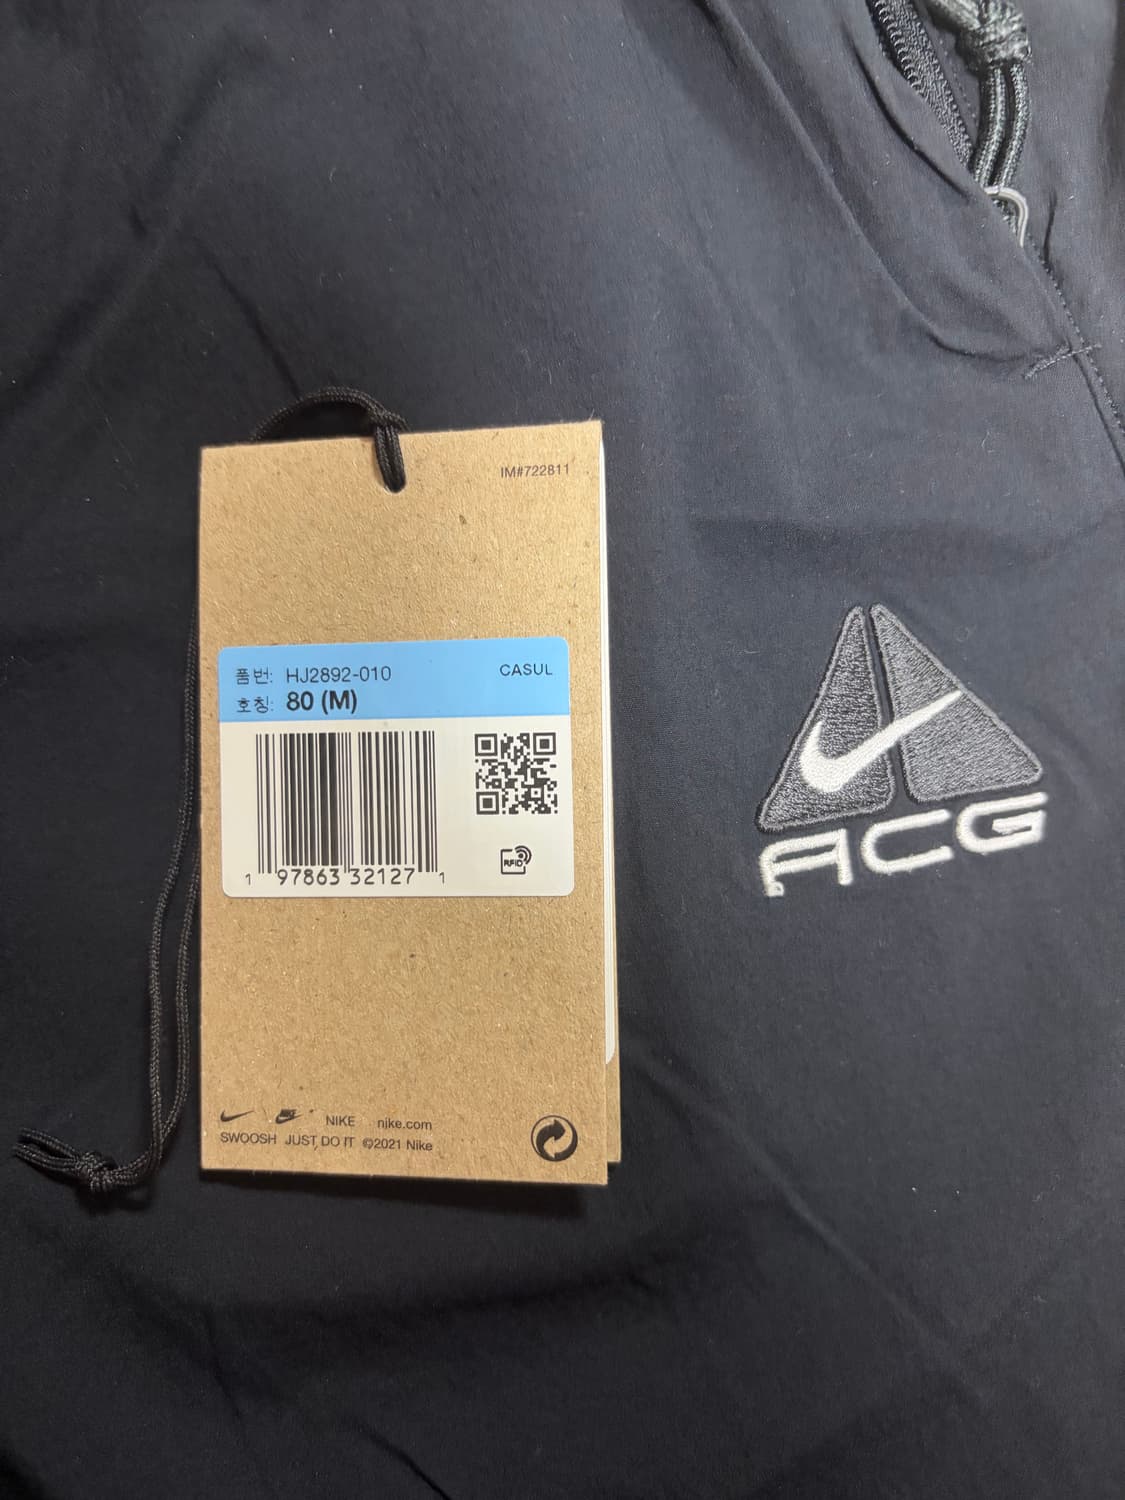 IM#722811
품번: HJ2892-010
CASUL
호칭: 80 (M)
1 97863 32127 1
RFID
NIKE nike.com
SWOOSH JUST DO IT ©2021 Nike
ACG